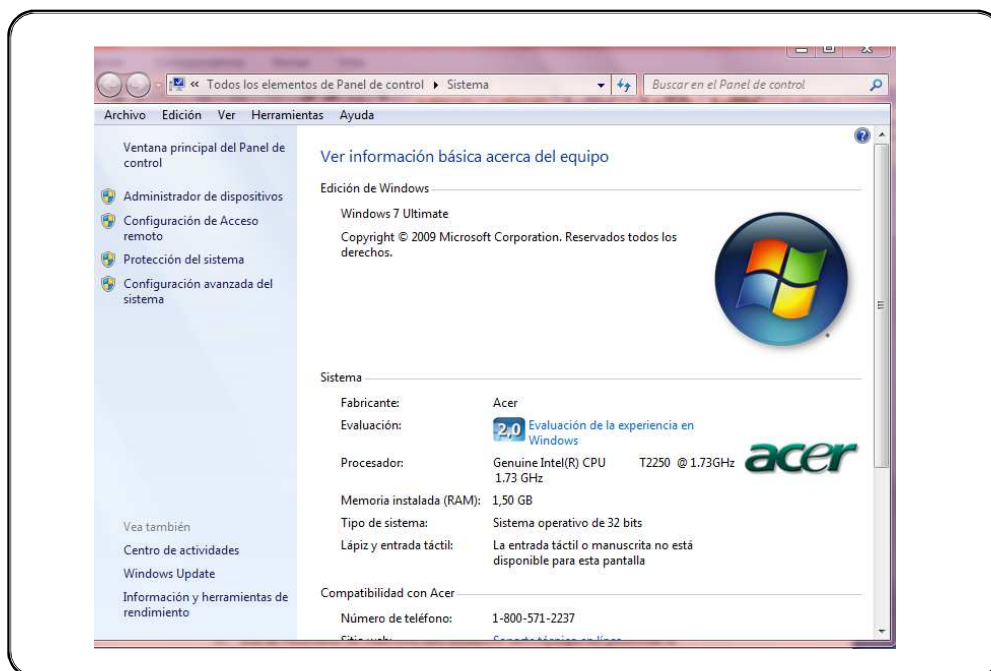 « Todos los elementos de Panel de control ▸ Sistema
Buscar en el Panel de control
Archivo Edición Ver Herramientas Ayuda
Ventana principal del Panel de
control
Administrador de dispositivos
Configuración de Acceso
remoto
Protección del sistema
Configuración avanzada del
sistema
Vea también
Centro de actividades
Windows Update
Información y herramientas de
rendimiento
Ver información básica acerca del equipo
Edición de Windows
Windows 7 Ultimate
Copyright © 2009 Microsoft Corporation. Reservados todos los
derechos.
Sistema
Fabricante: Acer
Evaluación: 2,0 Evaluación de la experiencia en
Windows
Procesador: Genuine Intel(R) CPU T2250 @ 1.73GHz
1.73 GHz
acer
Memoria instalada (RAM): 1,50 GB
Tipo de sistema: Sistema operativo de 32 bits
Lápiz y entrada táctil: La entrada táctil o manuscrita no está
disponible para esta pantalla
Compatibilidad con Acer
Número de teléfono: 1-800-571-2237